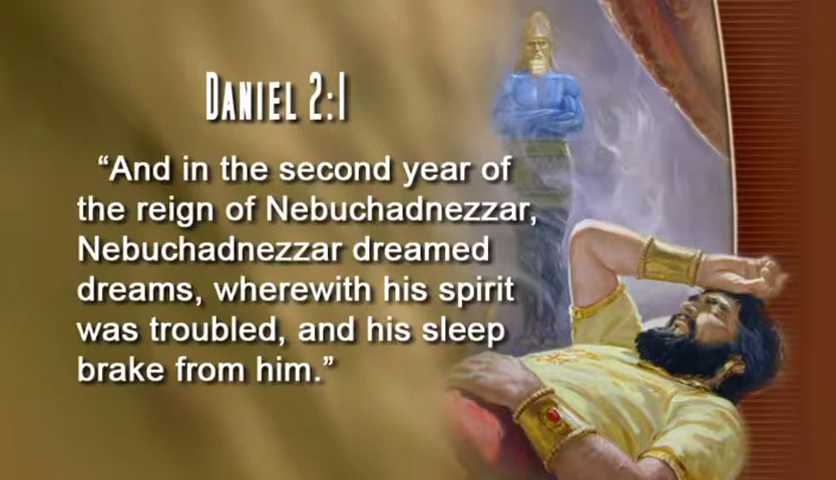 DANIEL 2:1
“And in the second year of
the reign of Nebuchadnezzar,
Nebuchadnezzar dreamed
dreams, wherewith his spirit
was troubled, and his sleep
brake from him.”